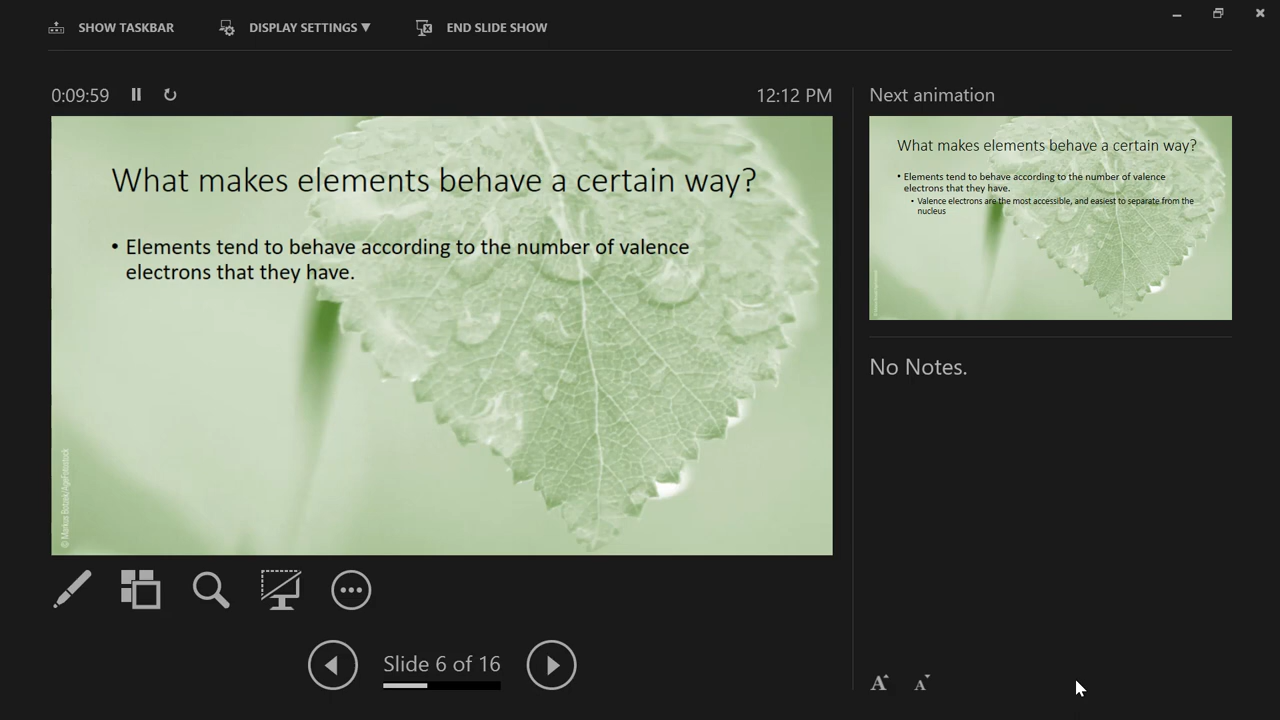 SHOW TASKBAR
DISPLAY SETTINGS ▼
END SLIDE SHOW
0:09:59
12:12 PM
What makes elements behave a certain way?
• Elements tend to behave according to the number of valence
electrons that they have.
© Markus Botzek/AgeFotostock
Next animation
What makes elements behave a certain way?
• Elements tend to behave according to the number of valence
electrons that they have.
• Valence electrons are the most accessible, and easiest to separate from the
nucleus
No Notes.
Slide 6 of 16
A A